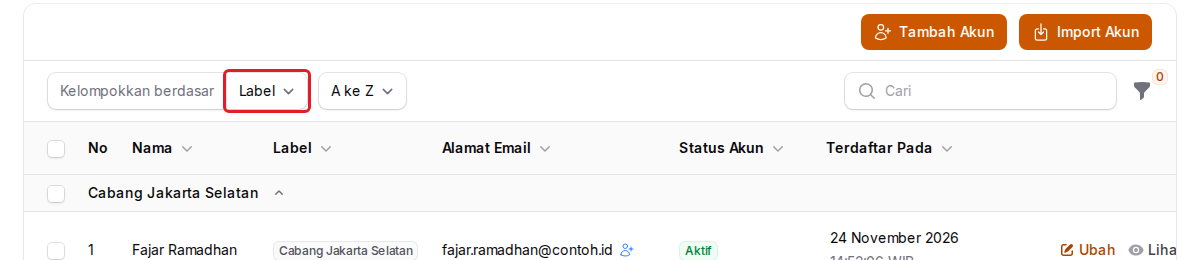 Tambah Akun Import Akun
Kelompokkan berdasar Label A ke Z Cari 0
No Nama Label Alamat Email Status Akun Terdaftar Pada
Cabang Jakarta Selatan
1 Fajar Ramadhan Cabang Jakarta Selatan fajar.ramadhan@contoh.id Aktif 24 November 2026 Ubah Liha